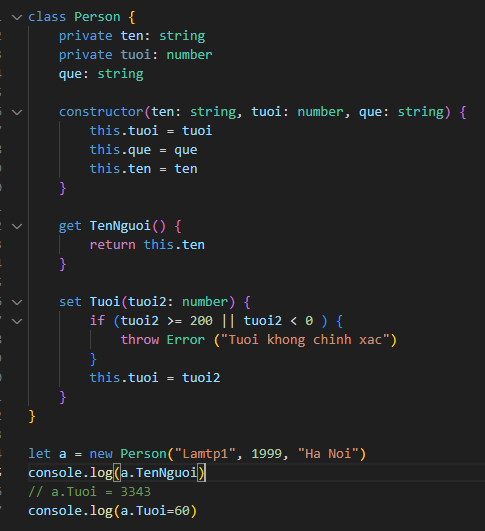 class Person {
    private ten: string
    private tuoi: number
    que: string
    constructor(ten: string, tuoi: number, que: string) {
        this.tuoi = tuoi
        this.que = que
        this.ten = ten
    }
    get TenNguoi() {
        return this.ten
    }
    set Tuoi(tuoi2: number) {
        if (tuoi2 >= 200 || tuoi2 < 0 ) {
            throw Error ("Tuoi khong chinh xac")
        }
        this.tuoi = tuoi2
    }
}
let a = new Person("Lamtp1", 1999, "Ha Noi")
console.log(a.TenNguoi)
// a.Tuoi = 3343
console.log(a.Tuoi=60)